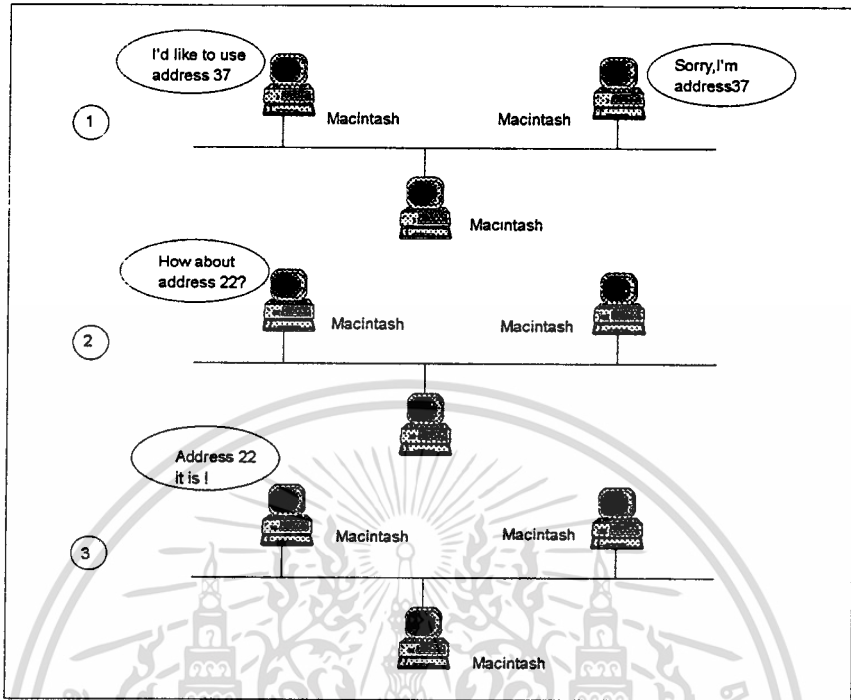 I'd like to use
address 37
Sorry,I'm
address37
1
Macintash
Macintash
Macintash
How about
address 22?
2
Macintash
Macintash
Address 22
it is !
3
Macintash
Macintash
Macintash